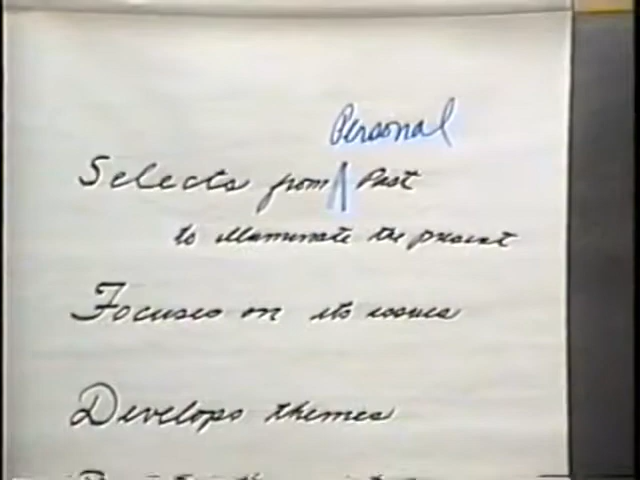 Personal
Selects from Past
to illuminate the present
Focuses on its issues
Develops themes